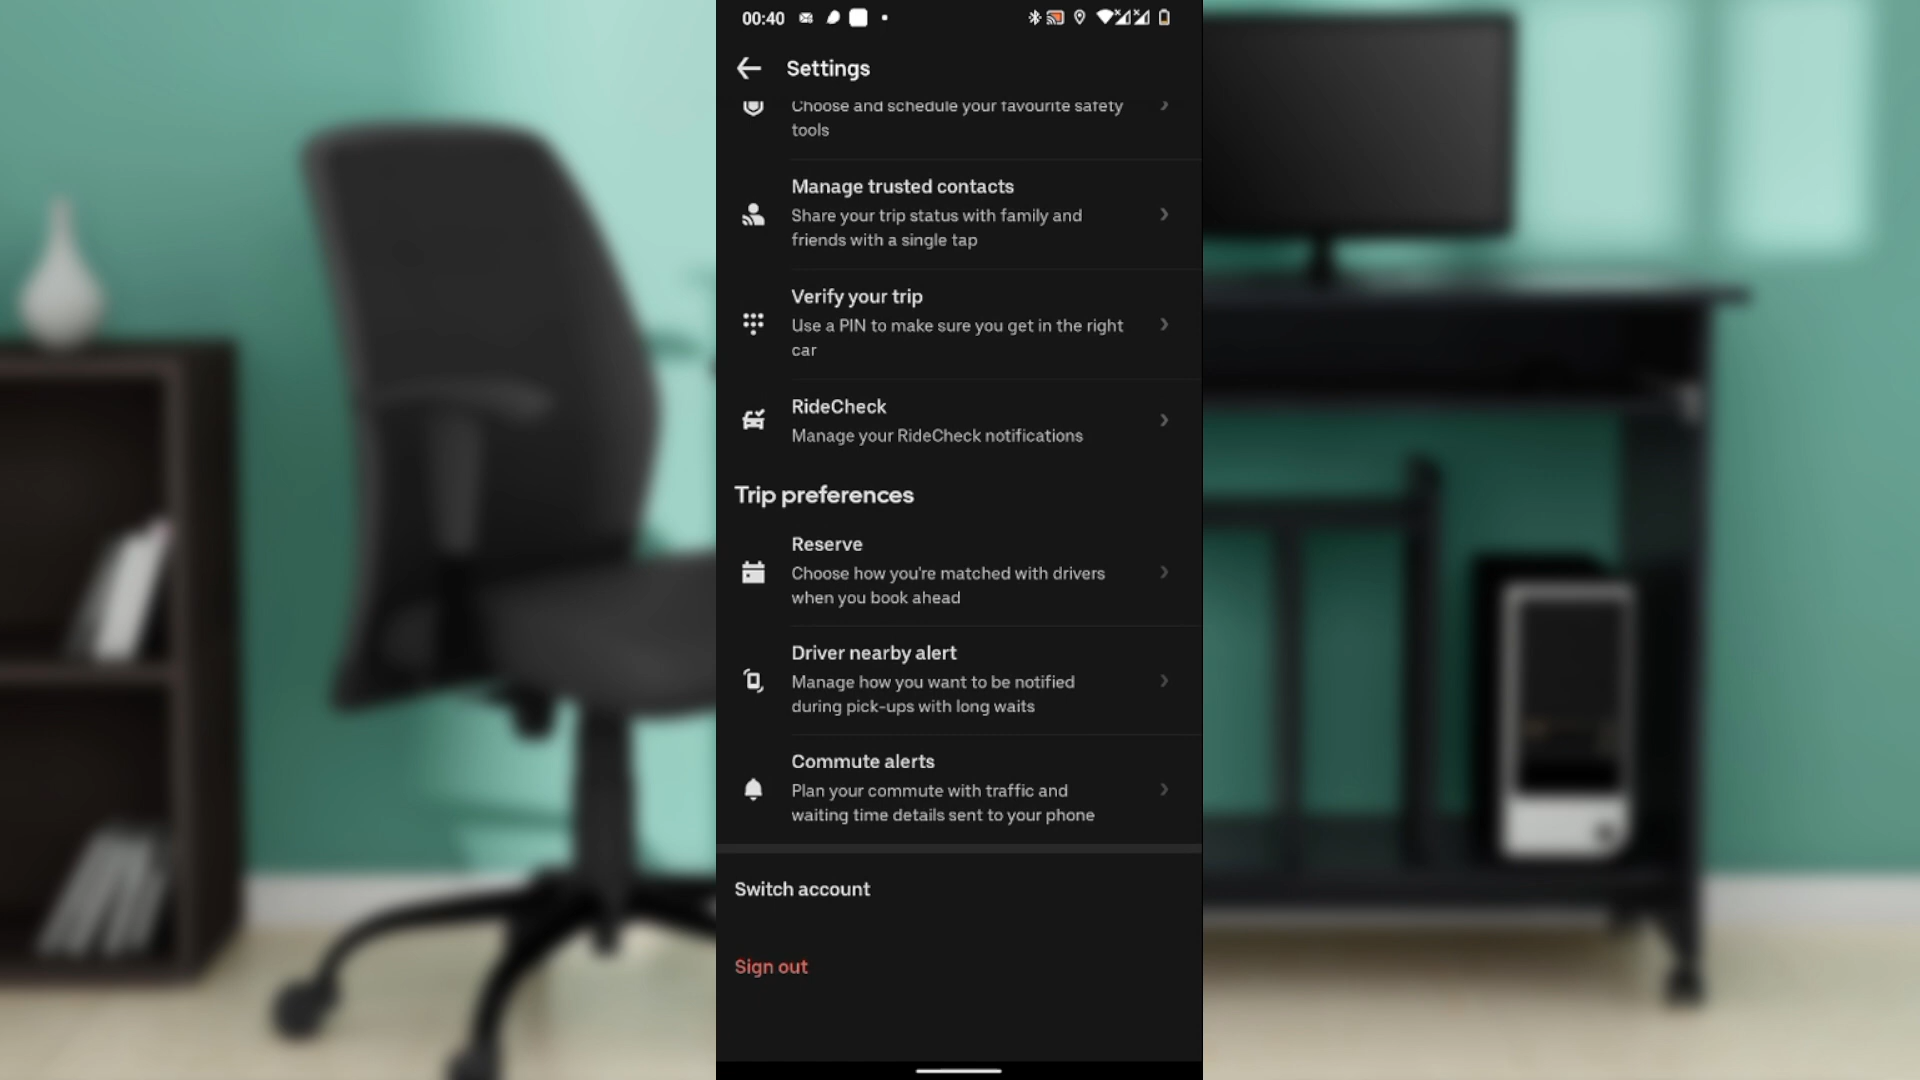 00:40
Settings
Choose and schedule your favourite safety
tools
Manage trusted contacts
Share your trip status with family and
friends with a single tap
Verify your trip
Use a PIN to make sure you get in the right
car
RideCheck
Manage your RideCheck notifications
Trip preferences
Reserve
Choose how you're matched with drivers
when you book ahead
Driver nearby alert
Manage how you want to be notified
during pick-ups with long waits
Commute alerts
Plan your commute with traffic and
waiting time details sent to your phone
Switch account
Sign out